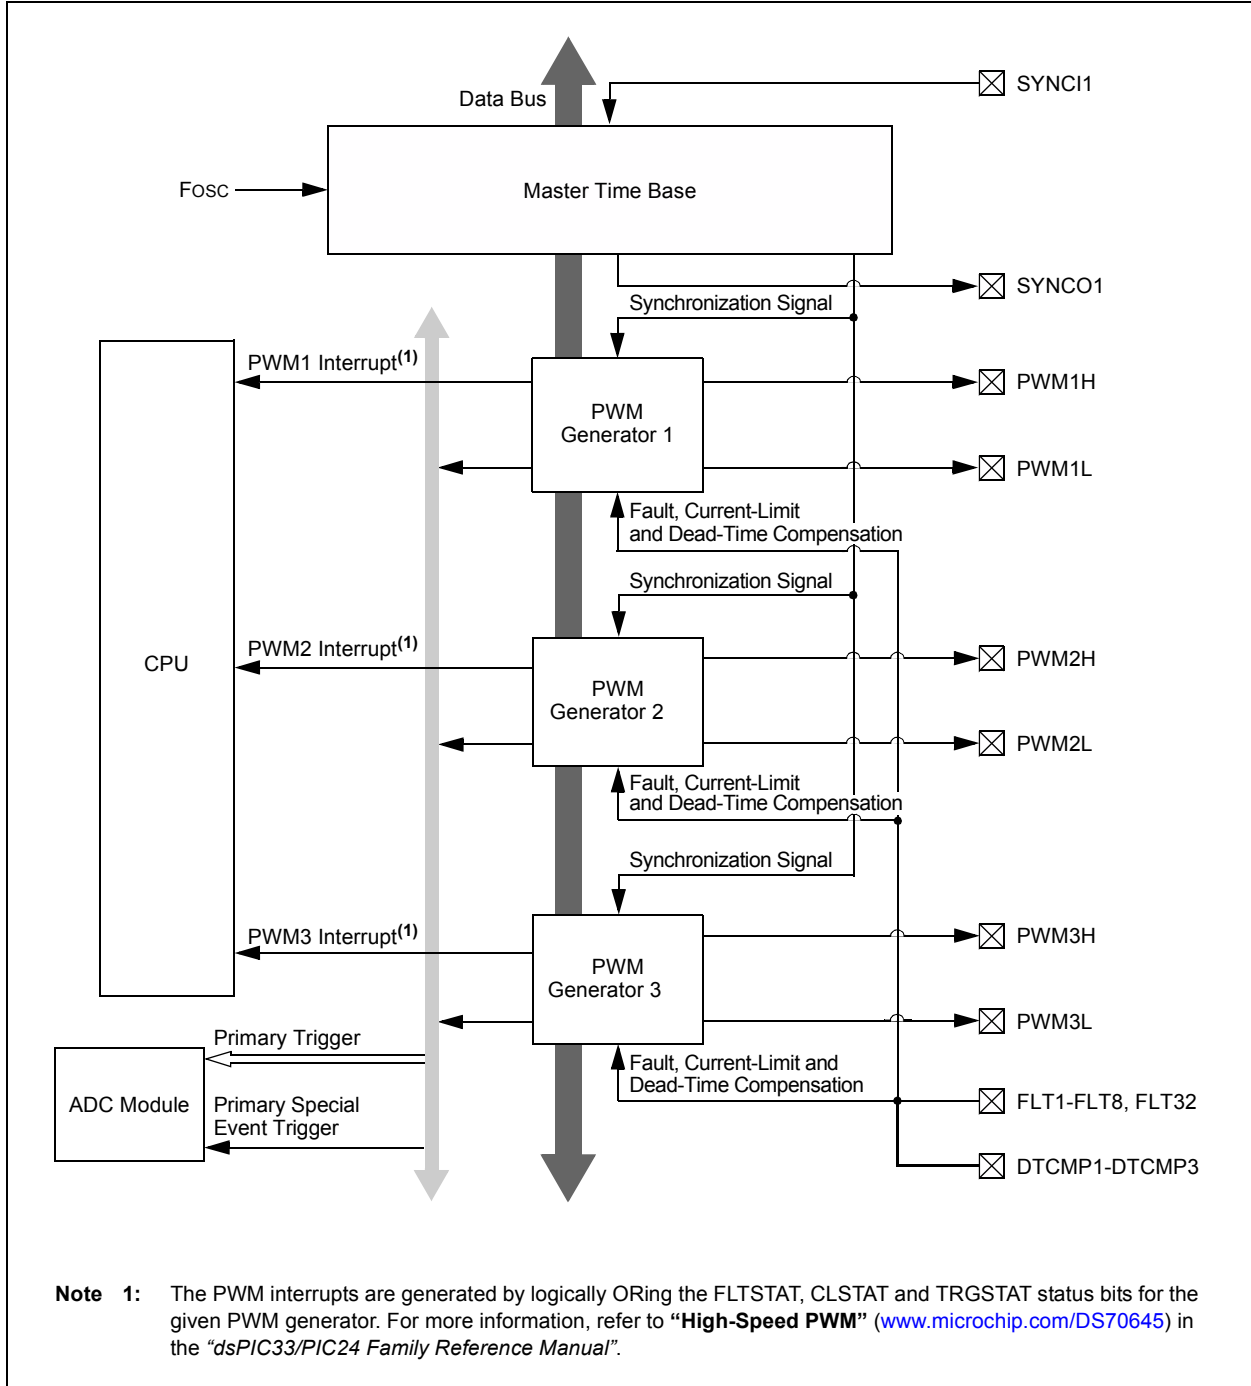 SYNCI1
Data Bus
Fosc
Master Time Base
SYNCO1
Synchronization Signal
PWM1 Interrupt(1)
PWM1H
PWM
Generator 1
PWM1L
Fault, Current-Limit
and Dead-Time Compensation
Synchronization Signal
CPU
PWM2 Interrupt(1)
PWM2H
PWM
Generator 2
PWM2L
Fault, Current-Limit
and Dead-Time Compensation
Synchronization Signal
PWM3 Interrupt(1)
PWM3H
PWM
Generator 3
PWM3L
Primary Trigger
Fault, Current-Limit and
Dead-Time Compensation
ADC Module
Primary Special
Event Trigger
FLT1-FLT8, FLT32
DTCMP1-DTCMP3
Note 1: The PWM interrupts are generated by logically ORing the FLTSTAT, CLSTAT and TRGSTAT status bits for the
given PWM generator. For more information, refer to “High-Speed PWM” (www.microchip.com/DS70645) in
the “dsPIC33/PIC24 Family Reference Manual”.